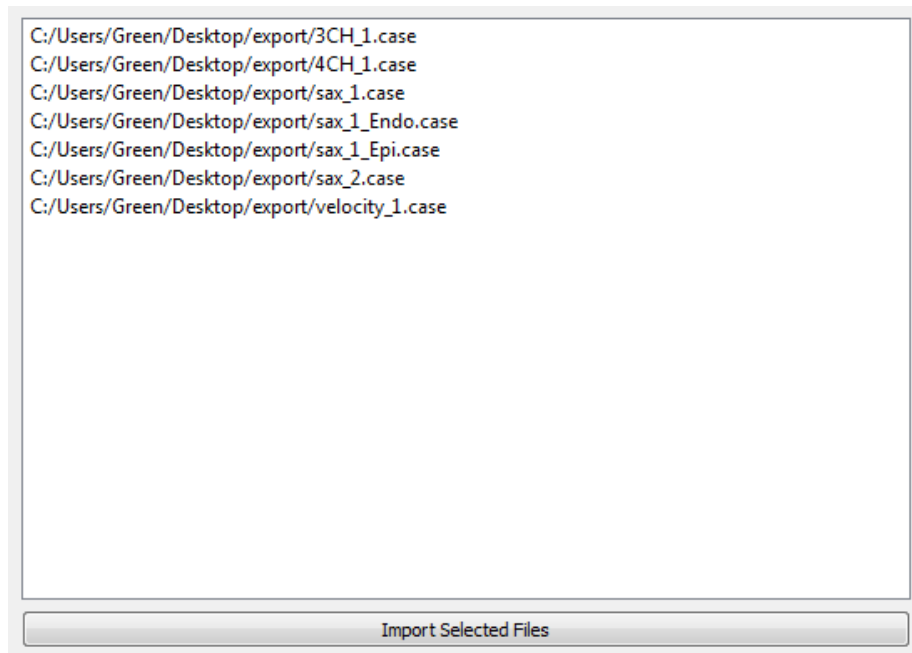 C:/Users/Green/Desktop/export/3CH_1.case
C:/Users/Green/Desktop/export/4CH_1.case
C:/Users/Green/Desktop/export/sax_1.case
C:/Users/Green/Desktop/export/sax_1_Endo.case
C:/Users/Green/Desktop/export/sax_1_Epi.case
C:/Users/Green/Desktop/export/sax_2.case
C:/Users/Green/Desktop/export/velocity_1.case
Import Selected Files